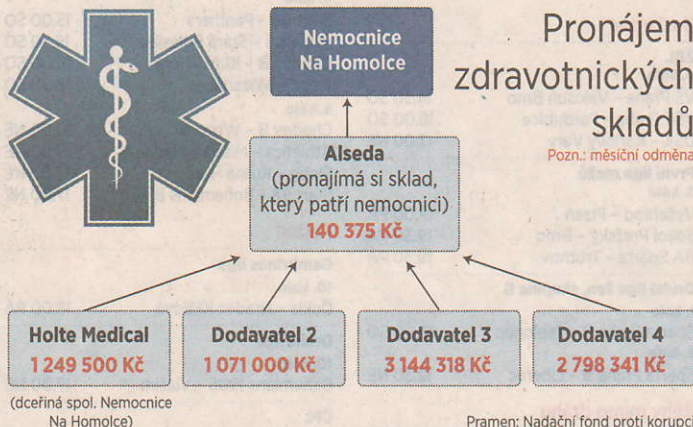 Pronájem
zdravotnických
skladů
Pozn.: měsíční odměna
Nemocnice
Na Homolce
Alseda
(pronajímá si sklad,
který patří nemocnici)
140 375 Kč
Holte Medical
1 249 500 Kč
(dceřiná spol. Nemocnice
Na Homolce)
Dodavatel 2
1 071 000 Kč
Dodavatel 3
3 144 318 Kč
Dodavatel 4
2 798 341 Kč
Pramen: Nadační fond proti korupci